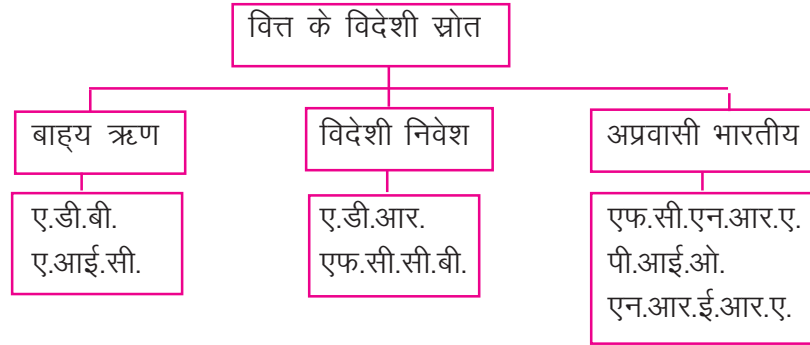 वित्त के विदेशी स्रोत
बाह्य ऋण
विदेशी निवेश
अप्रवासी भारतीय
ए.डी.बी.
ए.आई.सी.
ए.डी.आर.
एफ.सी.सी.बी.
एफ.सी.एन.आर.ए.
पी.आई.ओ.
एन.आर.ई.आर.ए.